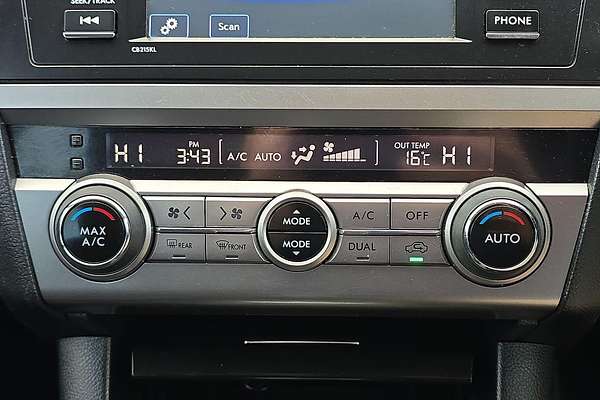 SEEK/TRACK
Scan
PHONE
CB215KL
HI PM 3:43 A/C AUTO OUT TEMP 16°C HI
MAX A/C
MODE
MODE
A/C
OFF
AUTO
REAR
FRONT
DUAL